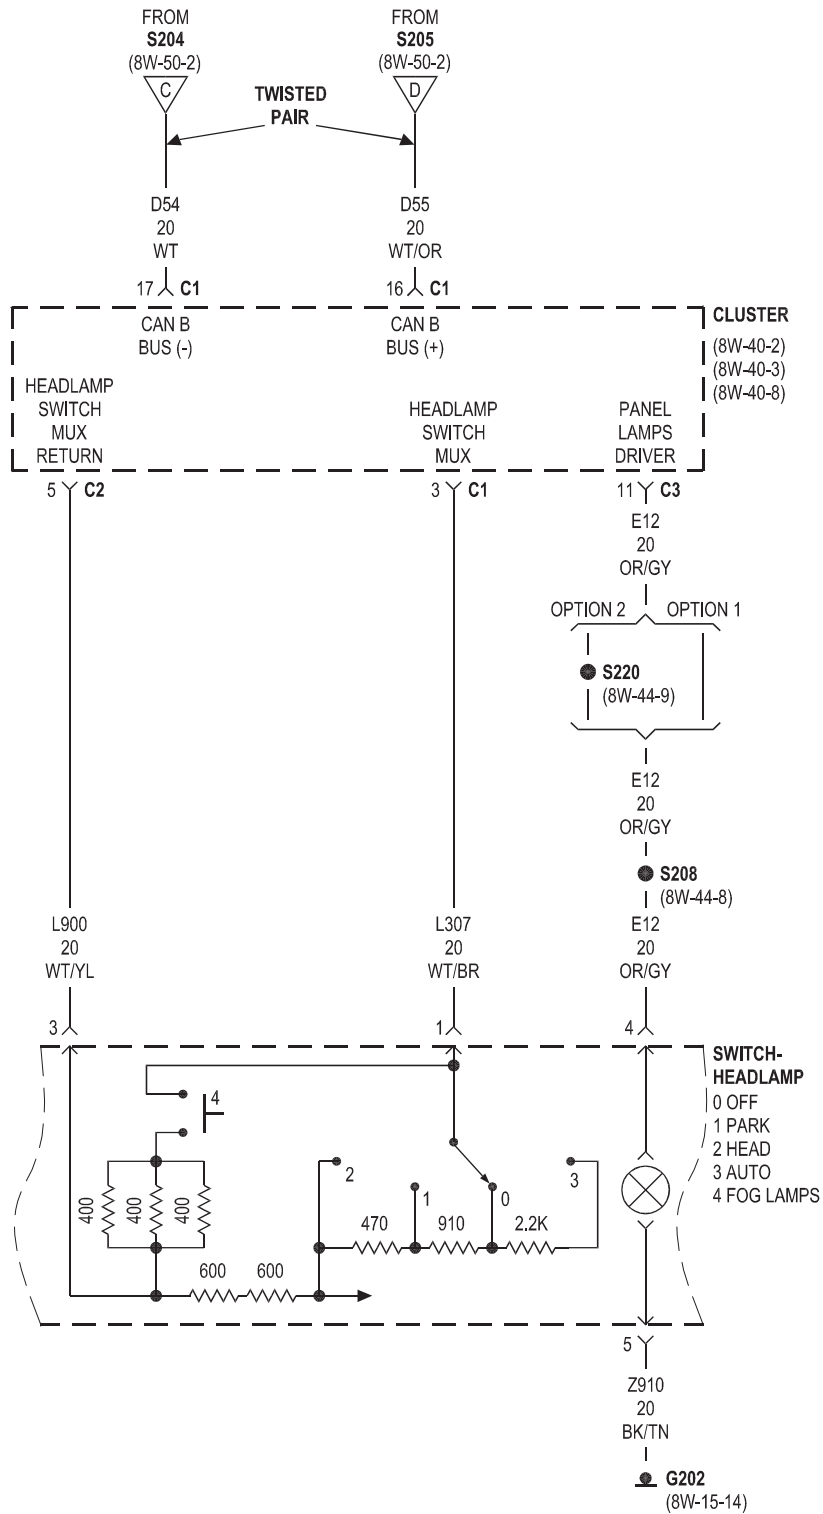 FROM
S204
(8W-50-2)
C
FROM
S205
(8W-50-2)
D
TWISTED
PAIR
D54
20
WT
D55
20
WT/OR
17 C1
16 C1
CAN B
BUS (-)
CAN B
BUS (+)
CLUSTER
(8W-40-2)
(8W-40-3)
(8W-40-8)
HEADLAMP
SWITCH
MUX
RETURN
HEADLAMP
SWITCH
MUX
PANEL
LAMPS
DRIVER
5 C2
3 C1
11 C3
E12
20
OR/GY
OPTION 2
OPTION 1
S220
(8W-44-9)
E12
20
OR/GY
S208
(8W-44-8)
L900
20
WT/YL
L307
20
WT/BR
E12
20
OR/GY
3
1
4
SWITCH-
HEADLAMP
0 OFF
1 PARK
2 HEAD
3 AUTO
4 FOG LAMPS
4
2
1
0
3
400
400
400
470
910
2.2K
600
600
5
Z910
20
BK/TN
G202
(8W-15-14)